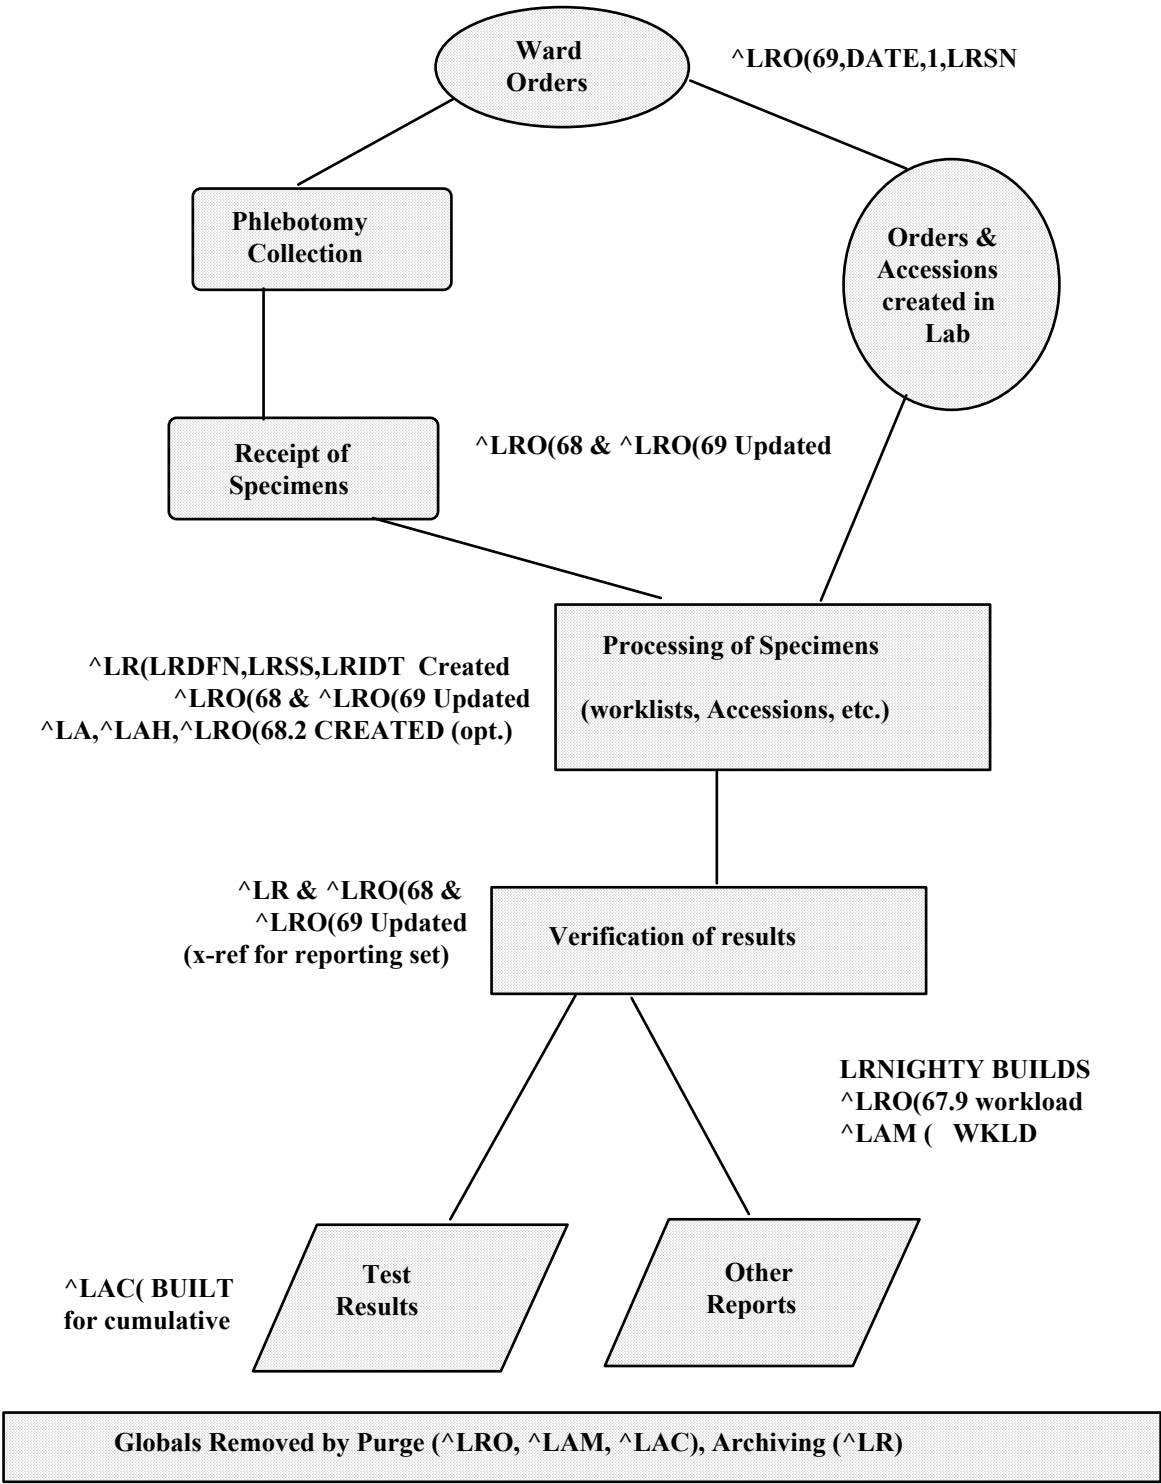 Ward
Orders
^LRO(69,DATE,1,LRSN
Phlebotomy
Collection
Orders &
Accessions
created in
Lab
Receipt of
Specimens
^LRO(68 & ^LRO(69 Updated
Processing of Specimens
(worklists, Accessions, etc.)
^LR(LRDFN,LRSS,LRIDT  Created
^LRO(68 & ^LRO(69 Updated
^LA,^LAH,^LRO(68.2 CREATED (opt.)
^LR & ^LRO(68 &
^LRO(69 Updated
(x-ref for reporting set)
Verification of results
LRNIGHTY BUILDS
^LRO(67.9 workload
^LAM (   WKLD
^LAC( BUILT
for cumulative
Test
Results
Other
Reports
Globals Removed by Purge (^LRO, ^LAM, ^LAC), Archiving (^LR)